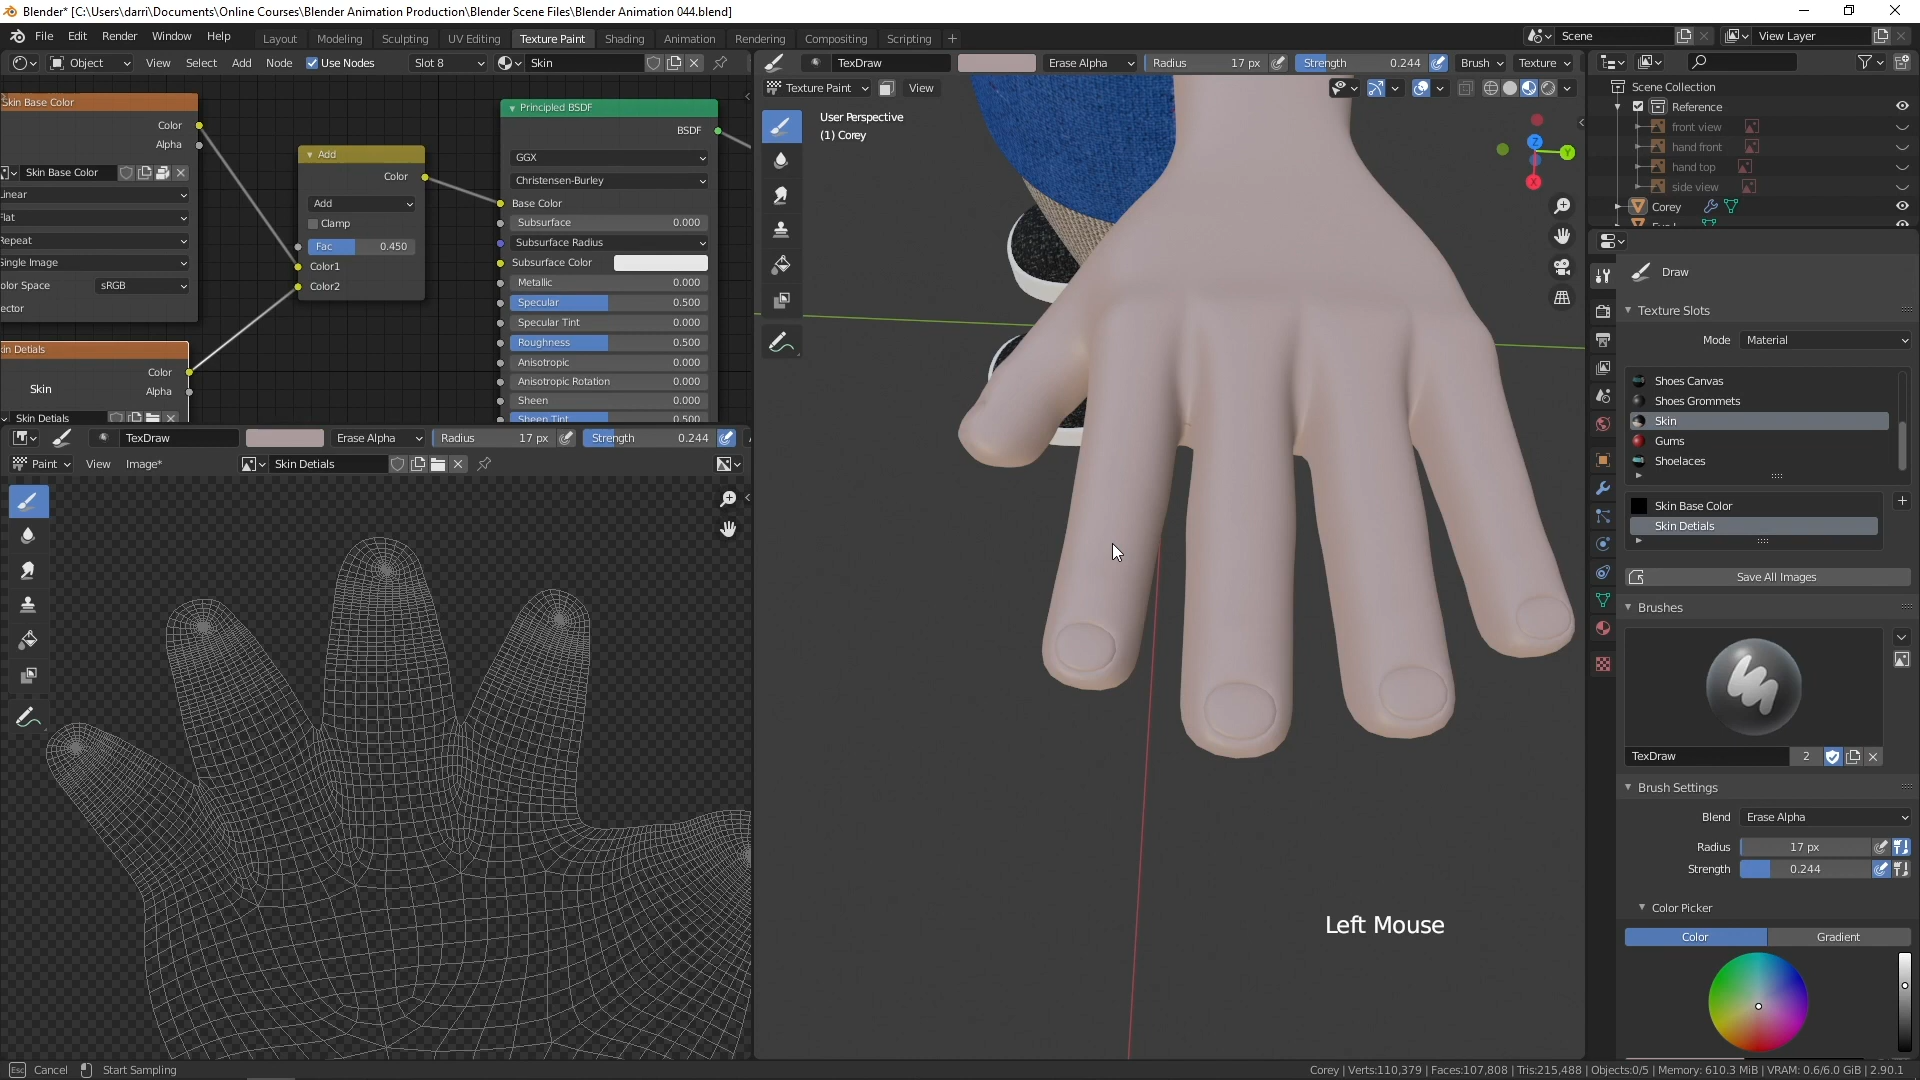 Blender* [C:\Users\darri\Documents\Online Courses\Blender Animation Production\Blender Scene Files\Blender Animation 044.blend]
File Edit Render Window Help Layout Modeling Sculpting UV Editing Texture Paint Shading Animation Rendering Compositing Scripting + Scene View Layer
Object View Select Add Node Use Nodes Slot 8 Skin
TexDraw Erase Alpha Radius 17 px Strength 0.244 Brush Texture
Texture Paint View
User Perspective
(1) Corey
Skin Base Color
Color
Alpha
Skin Base Color
Linear
Flat
Repeat
Single Image
Color Space sRGB
Vector
Skin Detials
Color
Skin
Alpha
Skin Detials
Add
Color
Add
Clamp
Fac 0.450
Color1
Color2
Principled BSDF
BSDF
GGX
Christensen-Burley
Base Color
Subsurface 0.000
Subsurface Radius
Subsurface Color
Metallic 0.000
Specular 0.500
Specular Tint 0.000
Roughness 0.500
Anisotropic 0.000
Anisotropic Rotation 0.000
Sheen 0.000
Sheen Tint 0.500
TexDraw Erase Alpha Radius 17 px Strength 0.244
Paint View Image* Skin Detials
Z
Y
X
Left Mouse
Scene Collection
Reference
front view
hand front
hand top
side view
Corey
Draw
Texture Slots
Mode Material
Shoes Canvas
Shoes Grommets
Skin
Gums
Shoelaces
Skin Base Color
Skin Detials
Save All Images
Brushes
TexDraw 2
Brush Settings
Blend Erase Alpha
Radius 17 px
Strength 0.244
Color Picker
Color Gradient
Esc Cancel Start Sampling
Corey | Verts:110,379 | Faces:107,808 | Tris:215,488 | Objects:0/5 | Memory: 610.3 MiB | VRAM: 0.6/6.0 GiB | 2.90.1